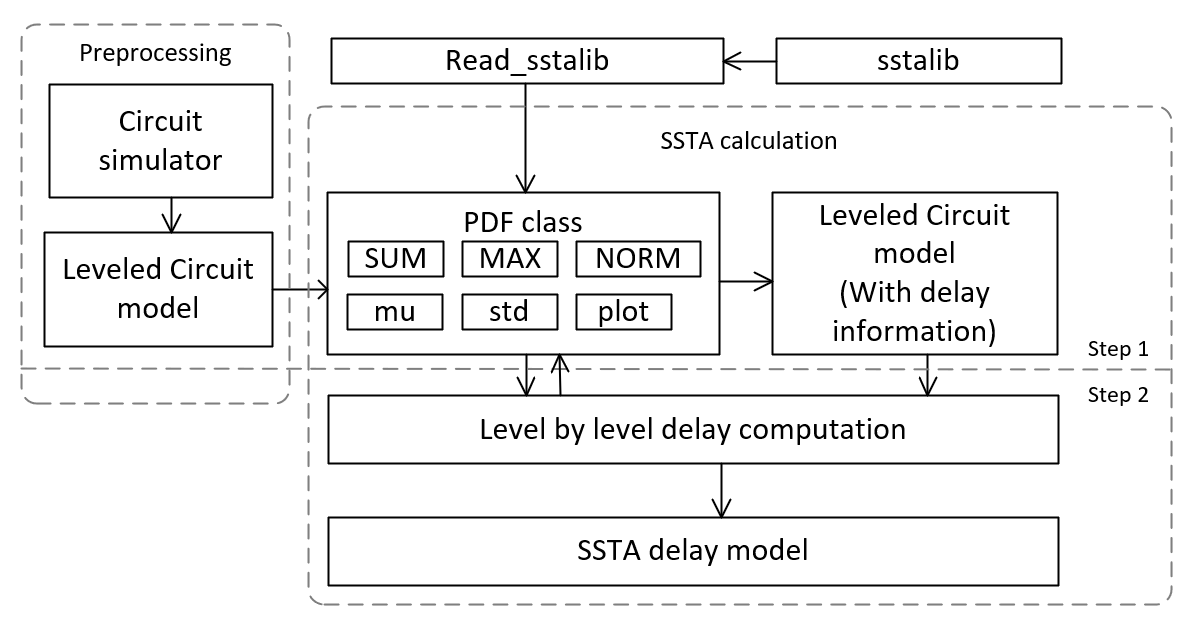 Preprocessing
Circuit
simulator
Leveled Circuit
model
Read_sstalib
sstalib
SSTA calculation
PDF class
SUM
MAX
NORM
mu
std
plot
Leveled Circuit
model
(With delay
information)
Step 1
Step 2
Level by level delay computation
SSTA delay model